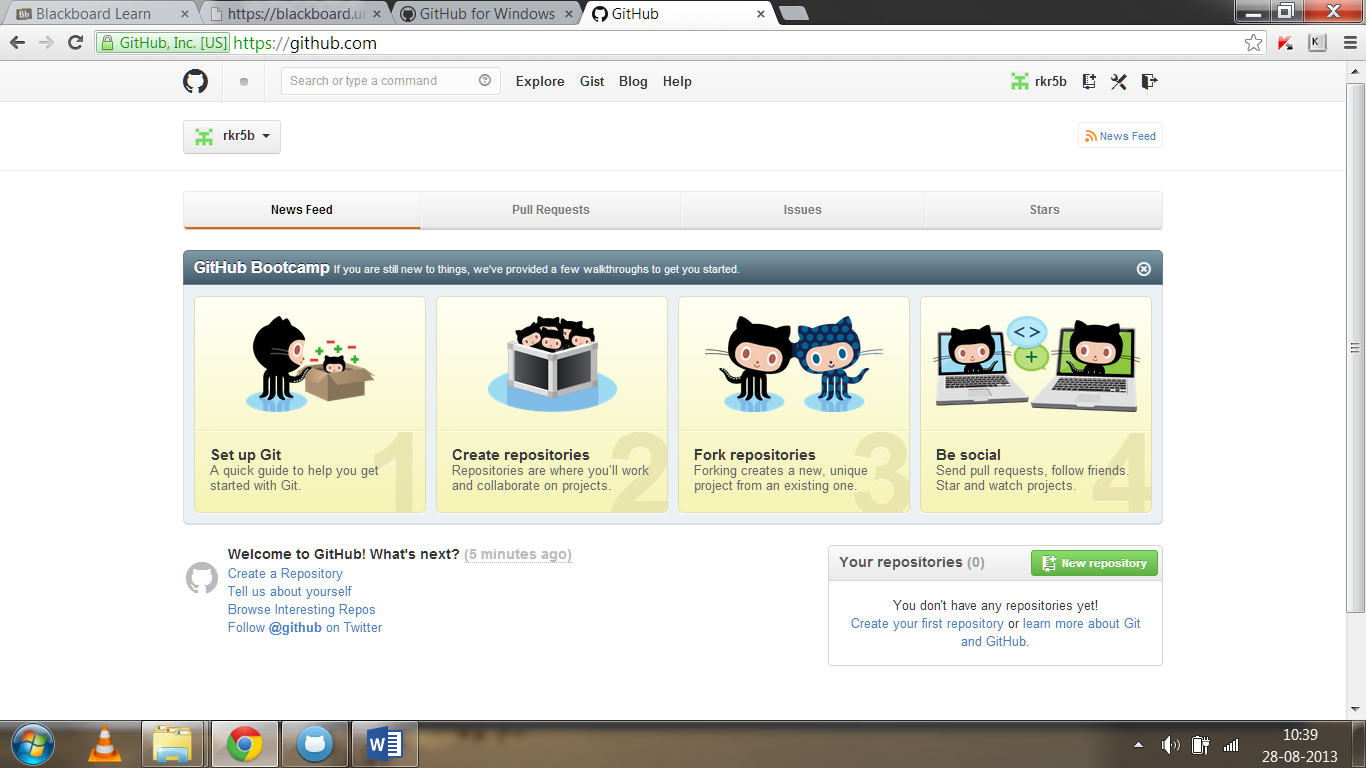 Blackboard Learn
https://blackboard.u
GitHub for Windows
GitHub
GitHub, Inc. [US] https://github.com
Search or type a command
Explore Gist Blog Help
rkr5b
rkr5b
News Feed
News Feed Pull Requests Issues Stars
GitHub Bootcamp If you are still new to things, we've provided a few walkthroughs to get you started.
1
Set up Git
A quick guide to help you get
started with Git.
2
Create repositories
Repositories are where you'll work
and collaborate on projects.
3
Fork repositories
Forking creates a new, unique
project from an existing one.
4
Be social
Send pull requests, follow friends.
Star and watch projects.
Welcome to GitHub! What's next? (5 minutes ago)
Create a Repository
Tell us about yourself
Browse Interesting Repos
Follow @github on Twitter
Your repositories (0)
New repository
You don't have any repositories yet!
Create your first repository or learn more about Git
and GitHub.
10:39
28-08-2013